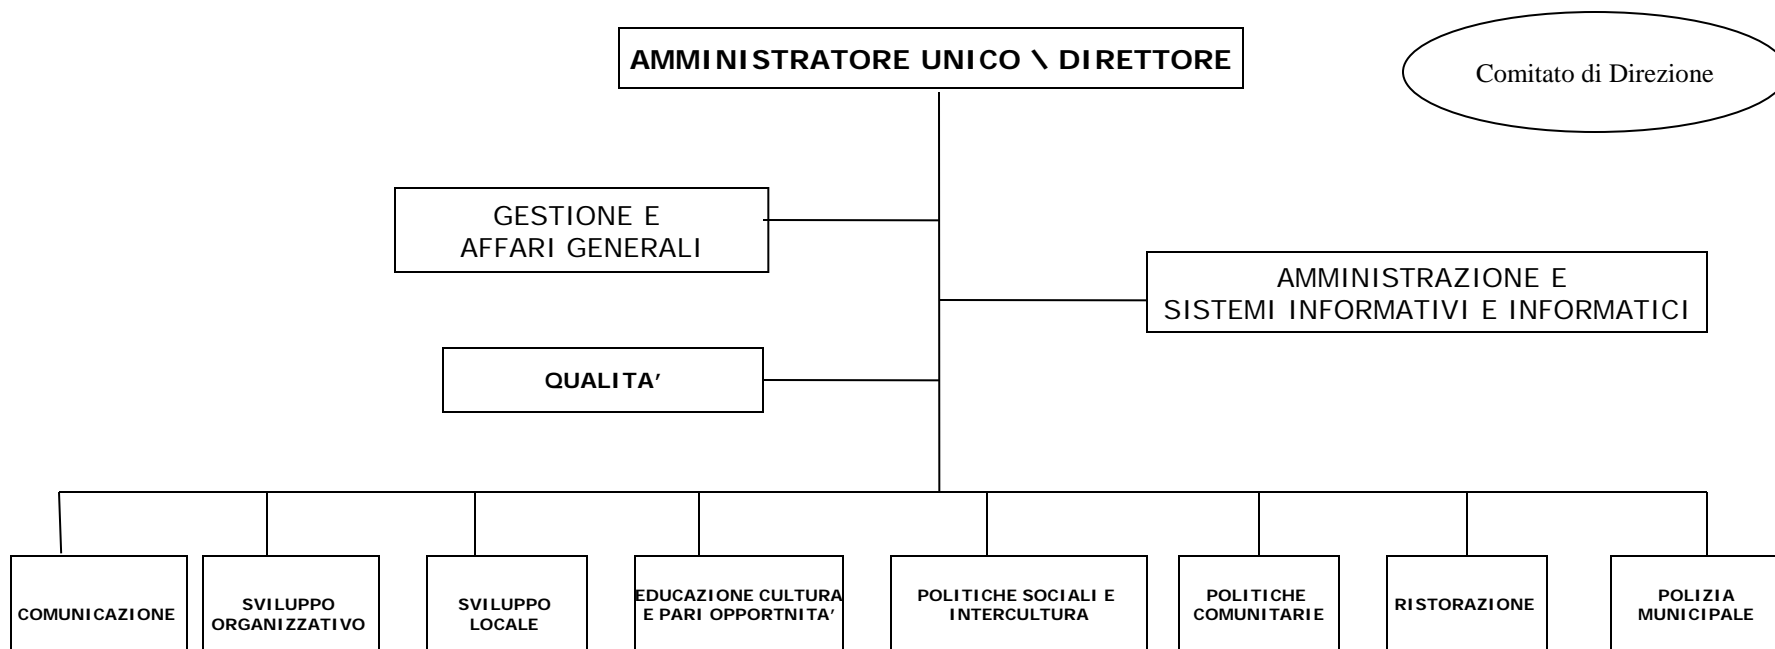 AMMINISTRATORE UNICO \ DIRETTORE
Comitato di Direzione
GESTIONE E
AFFARI GENERALI
AMMINISTRAZIONE E
SISTEMI INFORMATIVI E INFORMATICI
QUALITA'
COMUNICAZIONE
SVILUPPO
ORGANIZZATIVO
SVILUPPO
LOCALE
EDUCAZIONE CULTURA
E PARI OPPORTNITA'
POLITICHE SOCIALI E
INTERCULTURA
POLITICHE
COMUNITARIE
RISTORAZIONE
POLIZIA
MUNICIPALE